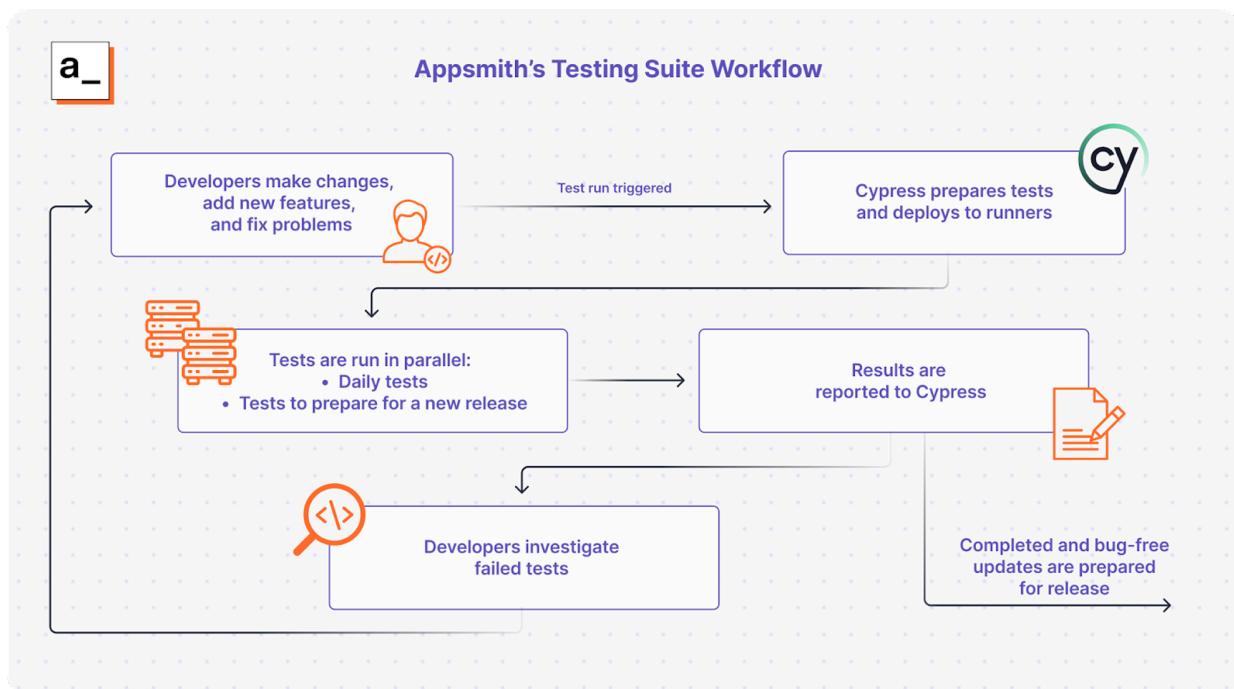 a_
Appsmith’s Testing Suite Workflow
cy
Developers make changes,
add new features,
and fix problems
</>
Test run triggered
Cypress prepares tests
and deploys to runners
Tests are run in parallel:
• Daily tests
• Tests to prepare for a new release
Results are
reported to Cypress
</>
Developers investigate
failed tests
Completed and bug-free
updates are prepared
for release